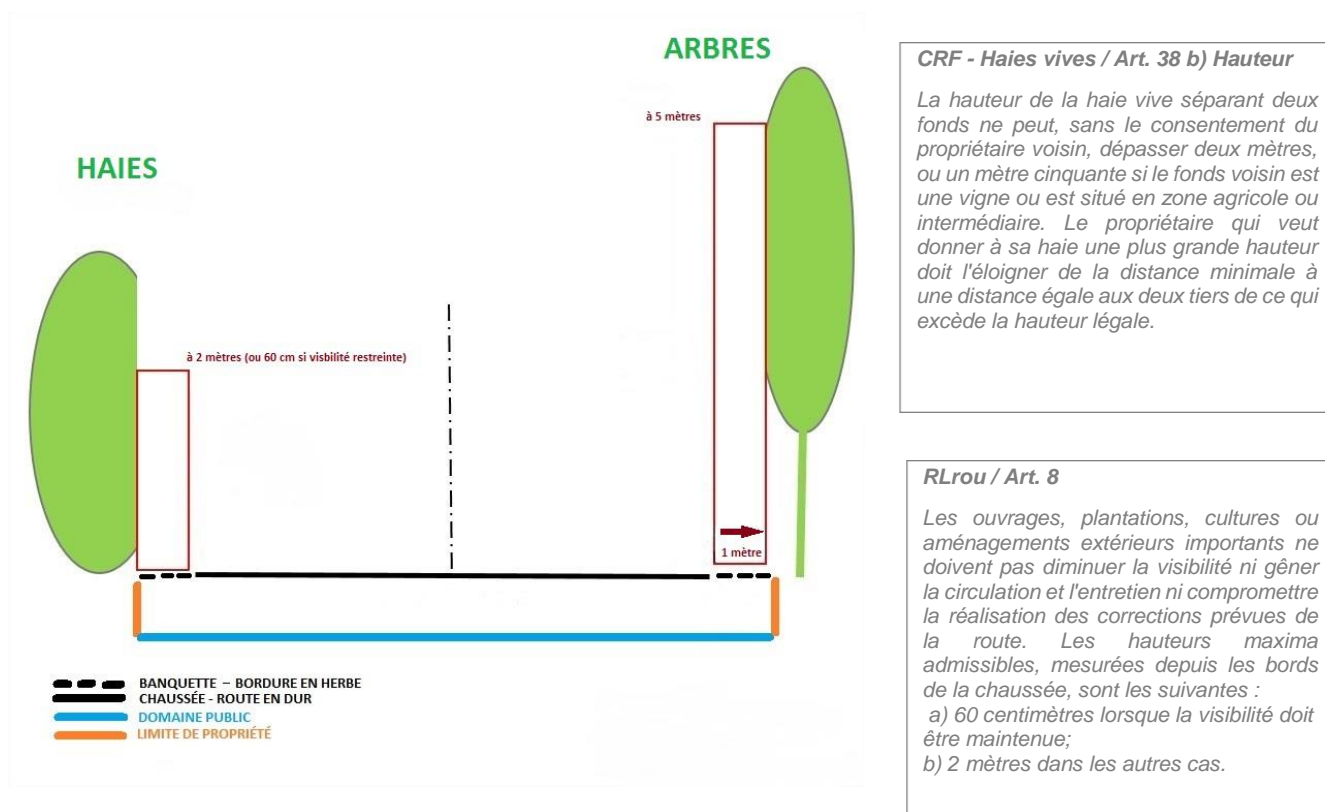 ARBRES
à 5 mètres
HAIES
à 2 mètres (ou 60 cm si visbilité restreinte)
1 mètre
BANQUETTE – BORDURE EN HERBE
CHAUSSÉE - ROUTE EN DUR
DOMAINE PUBLIC
LIMITE DE PROPRIÉTÉ
CRF - Haies vives / Art. 38 b) Hauteur
La hauteur de la haie vive séparant deux
fonds ne peut, sans le consentement du
propriétaire voisin, dépasser deux mètres,
ou un mètre cinquante si le fonds voisin est
une vigne ou est situé en zone agricole ou
intermédiaire. Le propriétaire qui veut
donner à sa haie une plus grande hauteur
doit l'éloigner de la distance minimale à
une distance égale aux deux tiers de ce qui
excède la hauteur légale.
RLrou / Art. 8
Les ouvrages, plantations, cultures ou
aménagements extérieurs importants ne
doivent pas diminuer la visibilité ni gêner
la circulation et l'entretien ni compromettre
la réalisation des corrections prévues de
la route. Les hauteurs maxima
admissibles, mesurées depuis les bords
de la chaussée, sont les suivantes :
a) 60 centimètres lorsque la visibilité doit
être maintenue;
b) 2 mètres dans les autres cas.